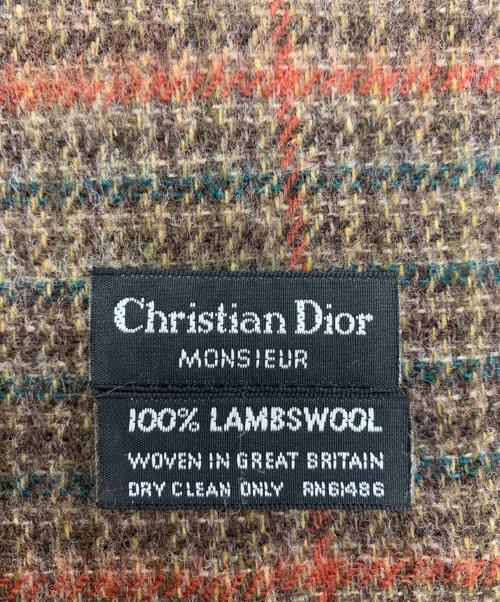 Christian Dior
MONSIEUR
100% LAMBSWOOL
WOVEN IN GREAT BRITAIN
DRY CLEAN ONLY RN61486